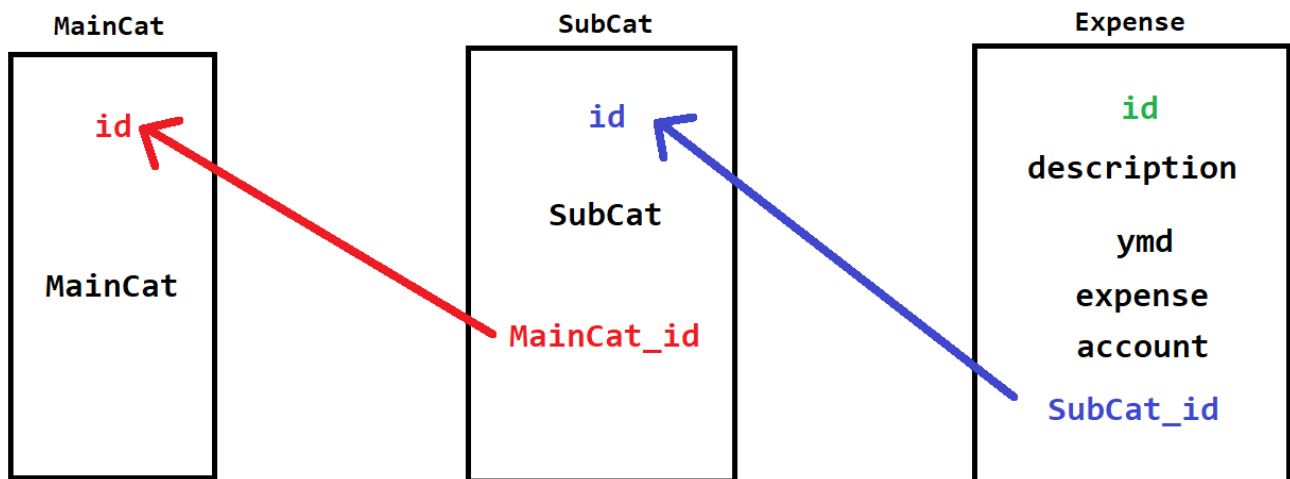 MainCat
id
MainCat
SubCat
id
SubCat
MainCat_id
Expense
id
description
ymd
expense
account
SubCat_id